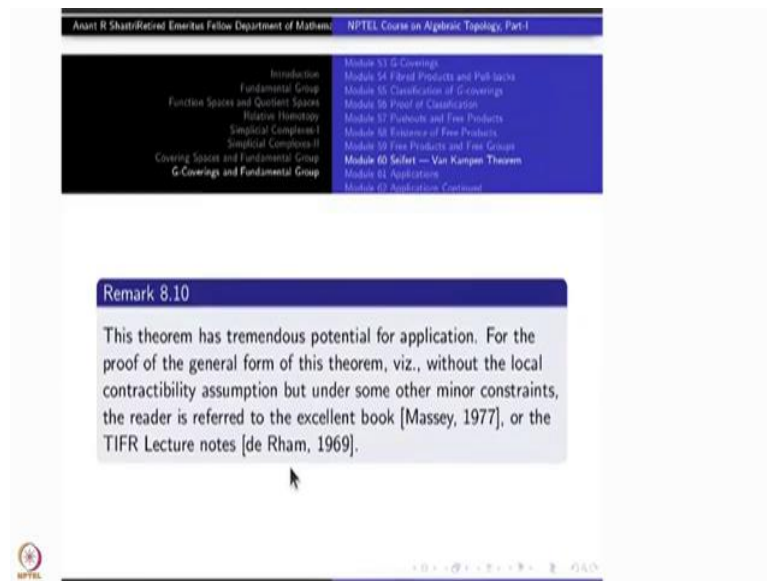 Anant R ShastriRetired Emeritus Fellow Department of Mathema
NPTEL Course on Algebraic Topology, Part-I
Introduction
Fundamental Group
Function Spaces and Quotient Spaces
Relative Homotopy
Simplicial Complexes-I
Simplicial Complexes-II
Covering Spaces and Fundamental Group
G-Coverings and Fundamental Group
Module 53 G-Coverings
Module 54 Fibred Products and Pull-backs
Module 55 Classification of G-coverings
Module 56 Proof of Classification
Module 57 Pushouts and Free Products
Module 58 Existence of Free Products
Module 59 Free Products and Free Groups
Module 60 Seifert — Van Kampen Theorem
Module 61 Applications
Module 62 Applications Continued
Remark 8.10
This theorem has tremendous potential for application. For the
proof of the general form of this theorem, viz., without the local
contractibility assumption but under some other minor constraints,
the reader is referred to the excellent book [Massey, 1977], or the
TIFR Lecture notes [de Rham, 1969].
NPTEL